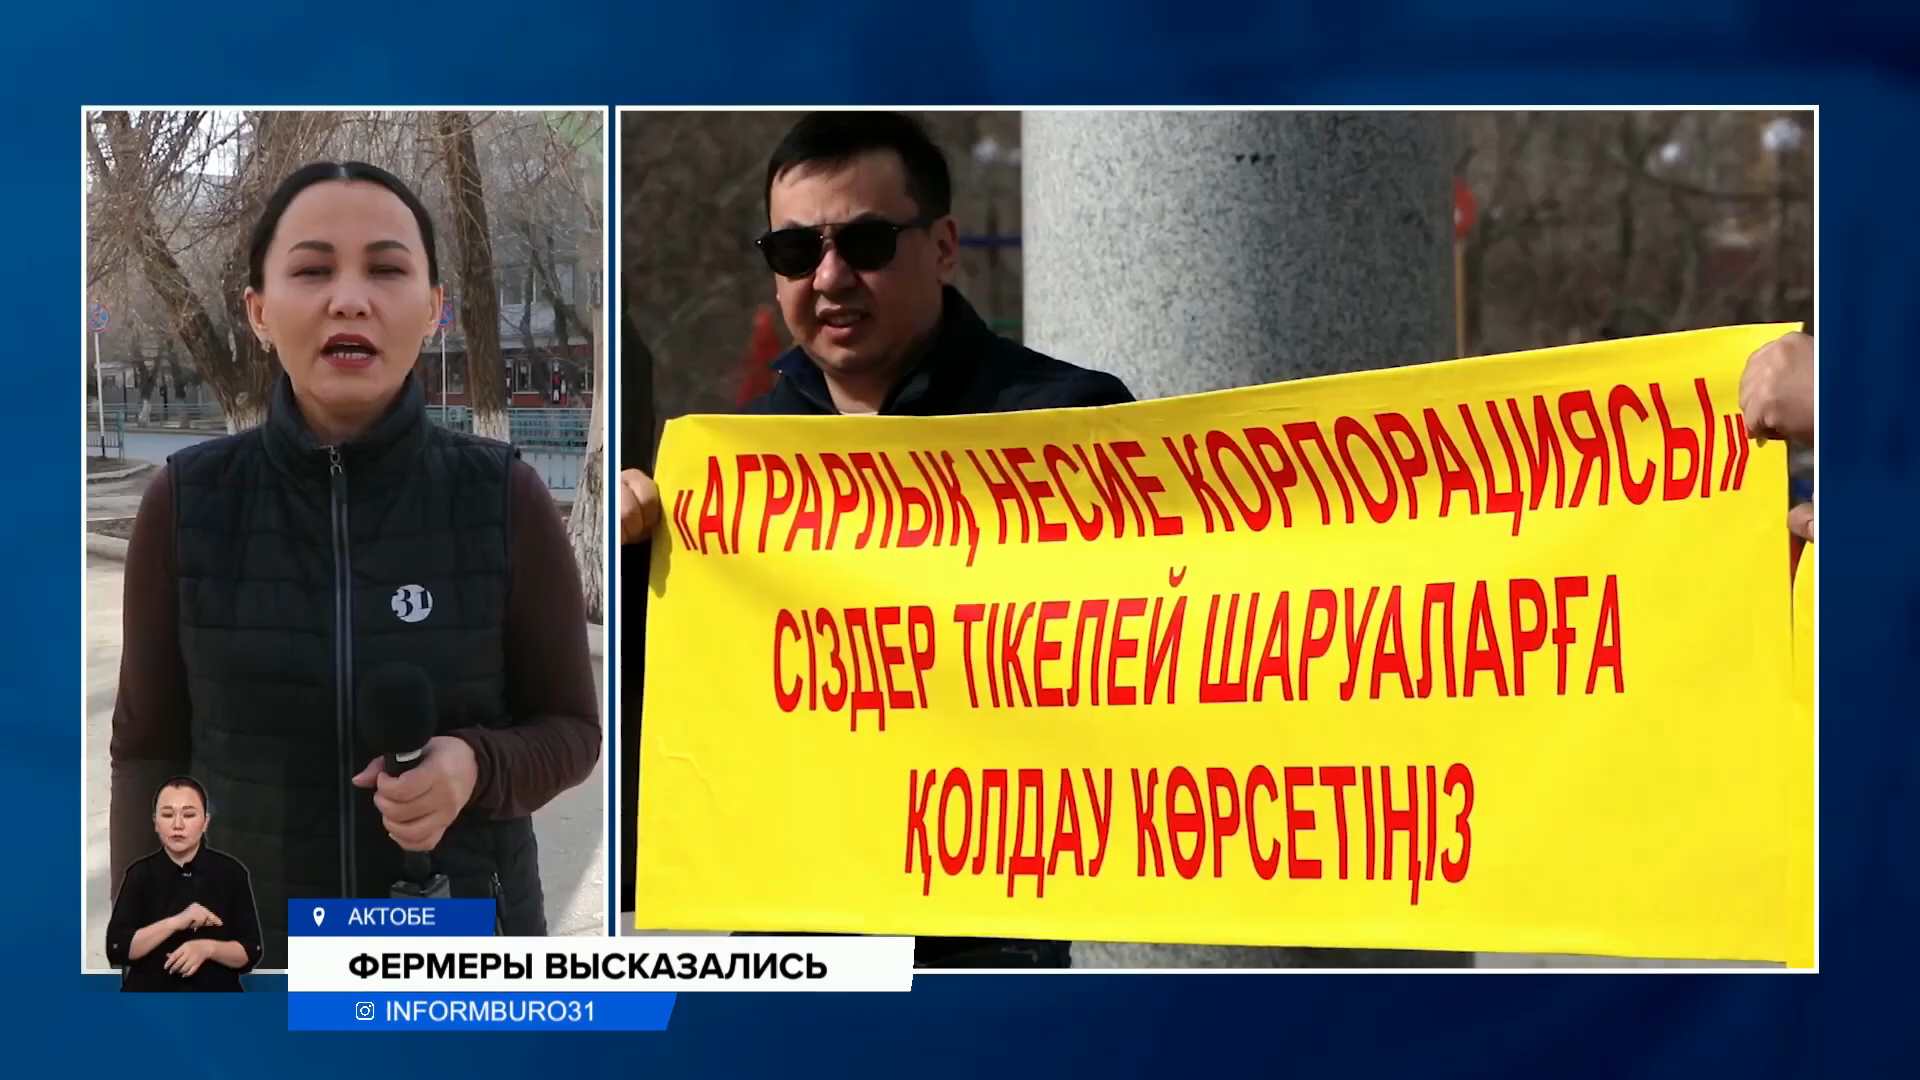 «АГРАРЛЫҚ НЕСИЕ КОРПОРАЦИЯСЫ»
СІЗДЕР ТІКЕЛЕЙ ШАРУАЛАРҒА
ҚОЛДАУ КӨРСЕТІҢІЗ
31
АКТОБЕ
ФЕРМЕРЫ ВЫСКАЗАЛИСЬ
INFORMBURO31